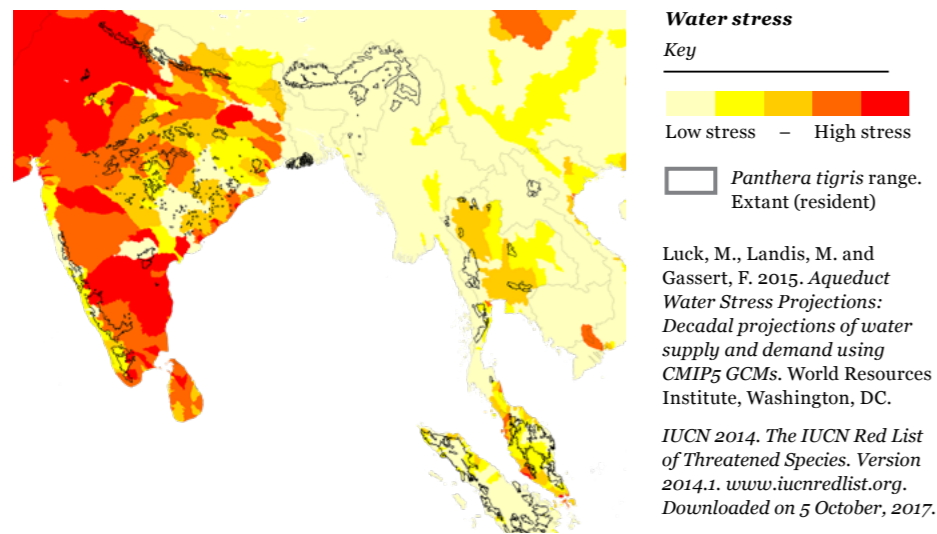 Water stress
Key
Low stress – High stress
Panthera tigris range.
Extant (resident)
Luck, M., Landis, M. and
Gassert, F. 2015. Aqueduct
Water Stress Projections:
Decadal projections of water
supply and demand using
CMIP5 GCMs. World Resources
Institute, Washington, DC.
IUCN 2014. The IUCN Red List
of Threatened Species. Version
2014.1. www.iucnredlist.org.
Downloaded on 5 October, 2017.